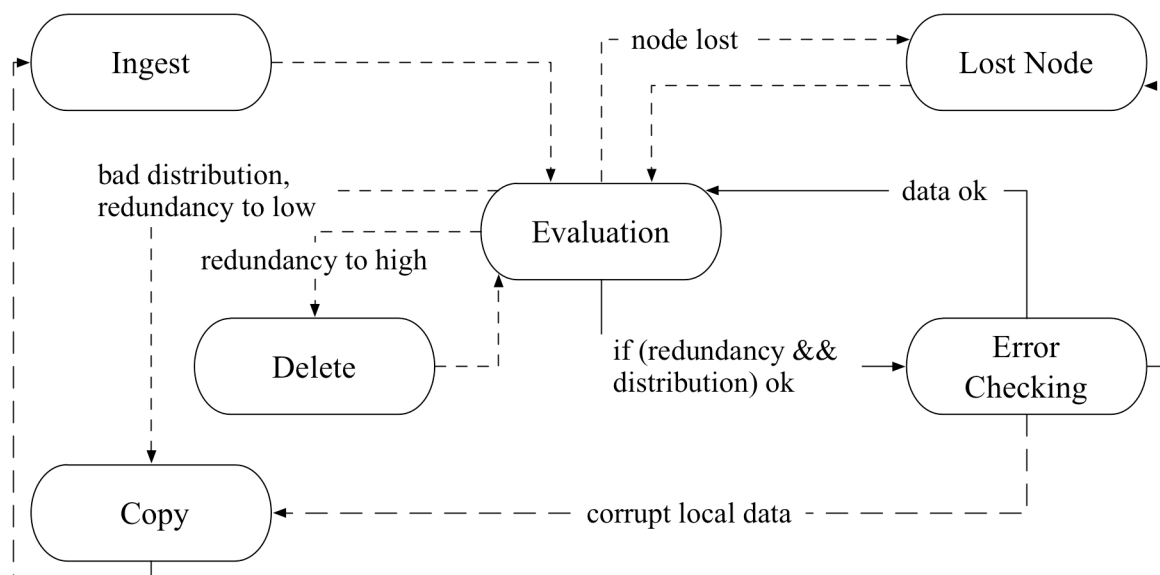 Ingest
node lost
Lost Node
bad distribution,
redundancy to low
Evaluation
data ok
redundancy to high
Delete
if (redundancy &&
distribution) ok
Error
Checking
Copy
corrupt local data